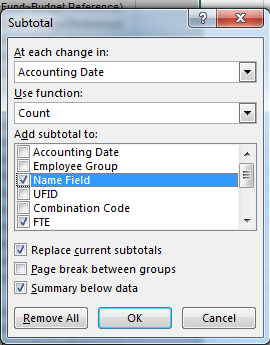 Fund~Budget Reference)
Subtotal
?
At each change in:
Accounting Date
Use function:
Count
Add subtotal to:
Accounting Date
Employee Group
Name Field
UFID
Combination Code
FTE
Replace current subtotals
Page break between groups
Summary below data
Remove All OK Cancel